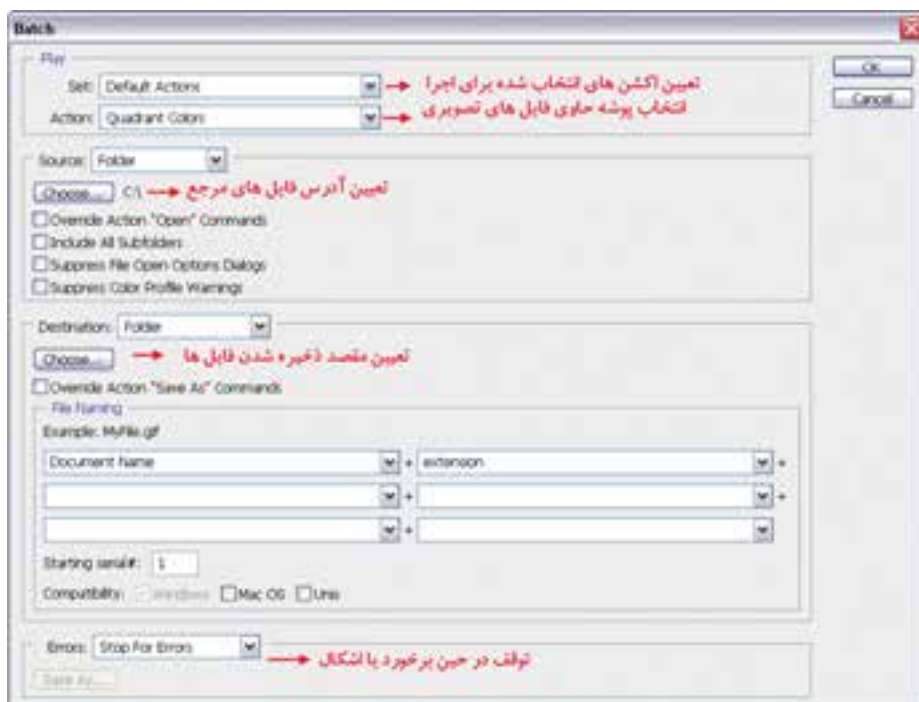 Batch
Play
Set: Default Actions
تعیین اکشن های انتخاب شده برای اجرا
Action: Quadrant Colors
انتخاب پوشه حاوی فایل های تصویری
OK
Cancel
Source: Folder
Choose... C:\
تعیین آدرس فایل های مرجع
Override Action "Open" Commands
Include All Subfolders
Suppress File Open Options Dialogs
Suppress Color Profile Warnings
Destination: Folder
Choose...
تعیین مقصد ذخیره شدن فایل ها
Override Action "Save As" Commands
File Naming
Example: MyFile.gif
Document Name + extension +
+ +
+
Starting serial#: 1
Compatibility: Windows Mac OS Unix
Errors: Stop For Errors
توقف در حین برخورد با اشکال
Save As...